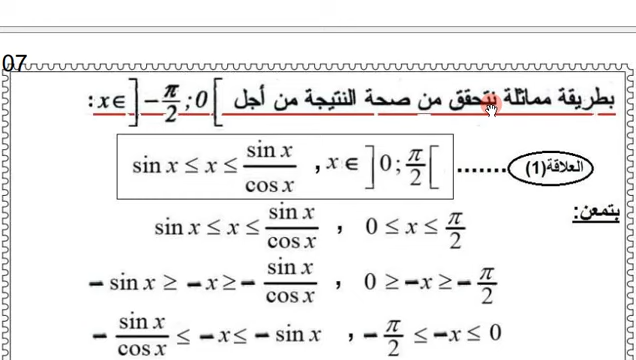 07
بطريقة مماثلة نتحقق من صحة النتيجة من أجل x∈]−π/2;0[ :
sin x ≤ x ≤ sin x/cos x , x∈]0;π/2[ ....... العلاقة(1)
بتمعن:
sin x ≤ x ≤ sin x/cos x , 0 ≤ x ≤ π/2
− sin x ≥ −x ≥ − sin x/cos x , 0 ≥ −x ≥ − π/2
− sin x/cos x ≤ −x ≤ − sin x , − π/2 ≤ −x ≤ 0